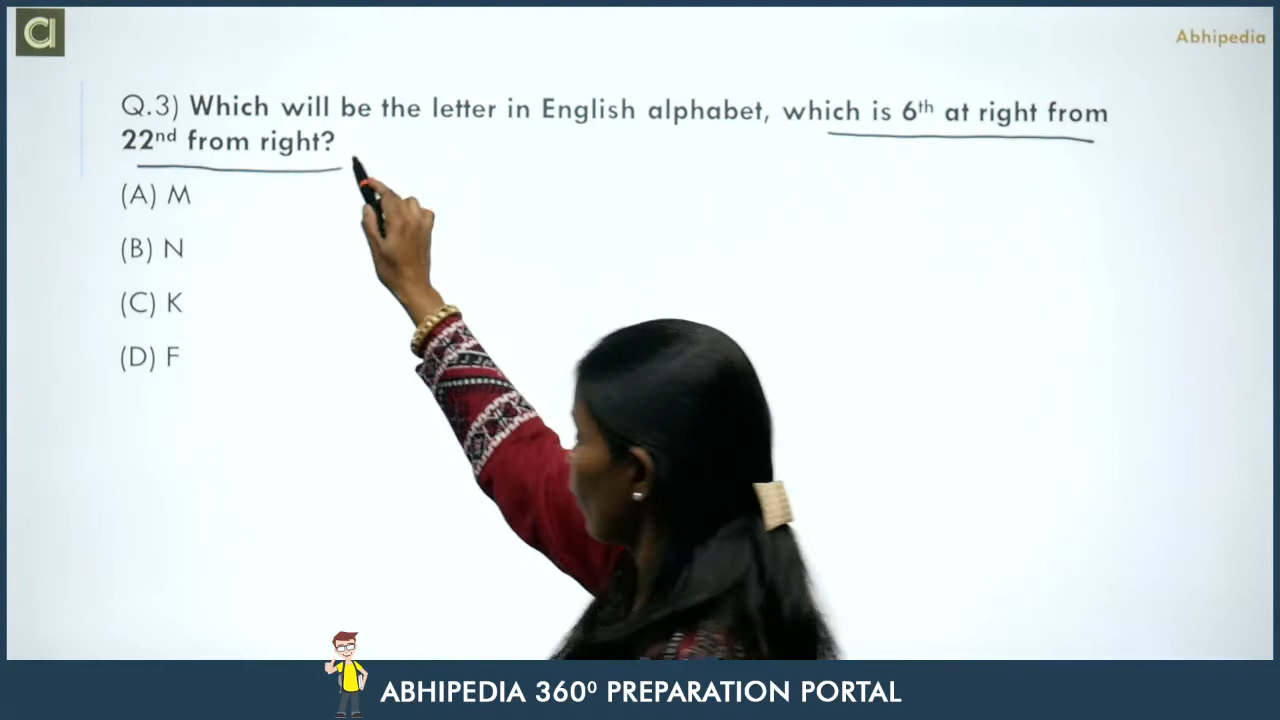 Abhipedia
Q.3) Which will be the letter in English alphabet, which is 6th at right from
22nd from right?
(A) M
(B) N
(C) K
(D) F
ABHIPEDIA 360⁰ PREPARATION PORTAL